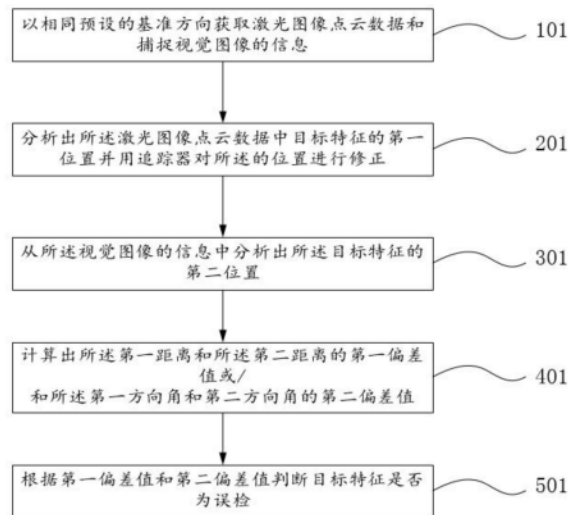 以相同预设的基准方向获取激光图像点云数据和
捕捉视觉图像的信息
101
分析出所述激光图像点云数据中目标特征的第一
位置并用追踪器对所述的位置进行修正
201
从所述视觉图像的信息中分析出所述目标特征的
第二位置
301
计算出所述第一距离和所述第二距离的第一偏差
值或/
和所述第一方向角和第二方向角的第二偏差值
401
根据第一偏差值和第二偏差值判断目标特征是否
为误检
501